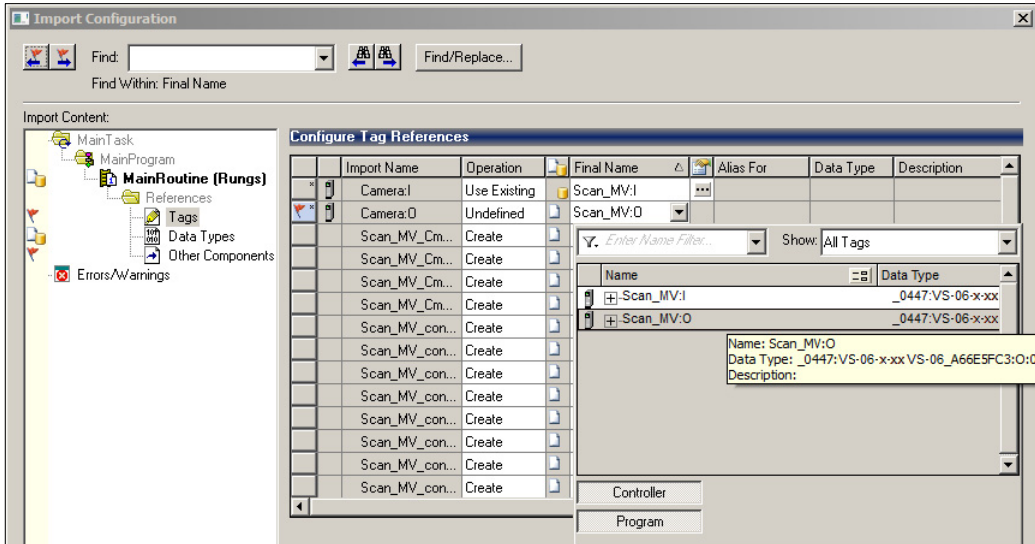 Import Configuration
Find:
Find/Replace...
Find Within: Final Name
Import Content:
MainTask
MainProgram
MainRoutine (Rungs)
References
Tags
Data Types
Other Components
Errors/Warnings
Configure Tag References
Import Name Operation Final Name Alias For Data Type Description
Camera:I Use Existing Scan_MV:I ...
Camera:O Undefined Scan_MV:O
Scan_MV_Cm... Create
Scan_MV_Cm... Create
Scan_MV_Cm... Create
Scan_MV_Cm... Create
Scan_MV_con... Create
Scan_MV_con... Create
Scan_MV_con... Create
Scan_MV_con... Create
Scan_MV_con... Create
Scan_MV_con... Create
Scan_MV_con... Create
Scan_MV_con... Create
Enter Name Filter... Show: All Tags
Name Data Type
Scan_MV:I _0447:VS-06-x-xx
Scan_MV:O _0447:VS-06-x-xx
Name: Scan_MV:O
Data Type: _0447:VS-06-x-xx VS-06_A66E5FC3:O:0
Description:
Controller
Program